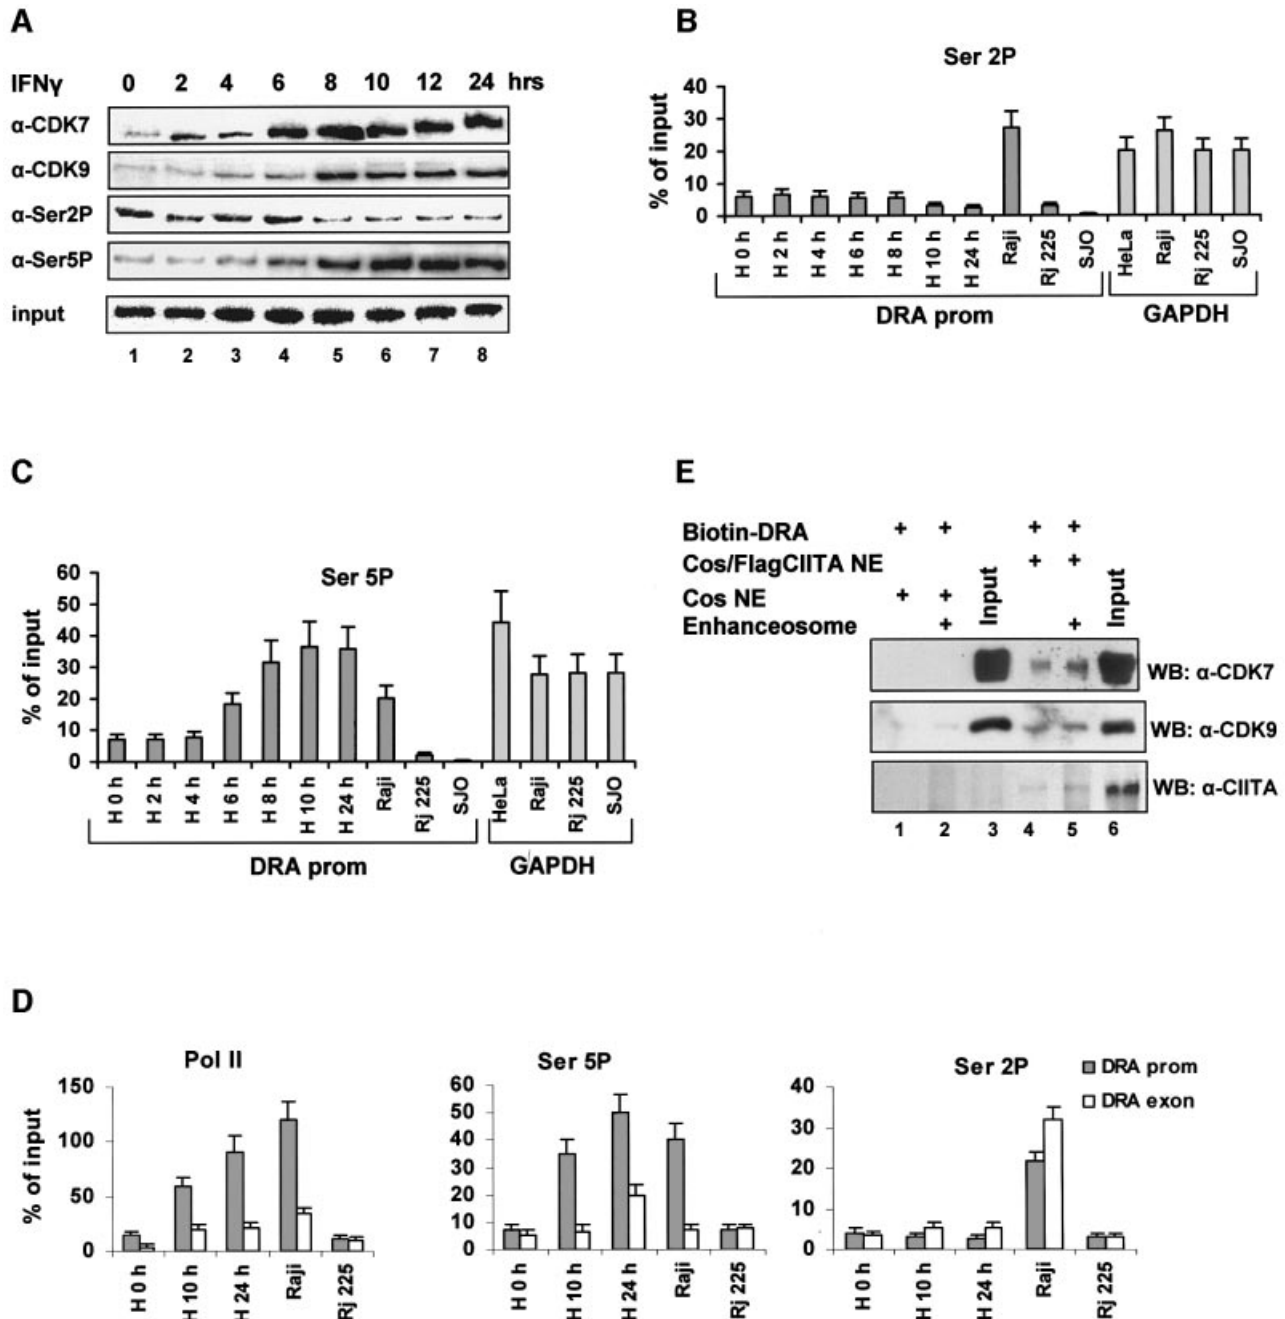 A
IFNγ 0 2 4 6 8 10 12 24 hrs
α-CDK7
α-CDK9
α-Ser2P
α-Ser5P
input
1 2 3 4 5 6 7 8
B
Ser 2P
% of input
40
30
20
10
0
H 0 h
H 2 h
H 4 h
H 6 h
H 8 h
H 10 h
H 24 h
Raji
Rj 225
SJO
HeLa
Raji
Rj 225
SJO
DRA prom
GAPDH
C
Ser 5P
% of input
60
50
40
30
20
10
0
H 0 h
H 2 h
H 4 h
H 6 h
H 8 h
H 10 h
H 24 h
Raji
Rj 225
SJO
HeLa
Raji
Rj 225
SJO
DRA prom
GAPDH
E
Biotin-DRA + + + +
Cos/FlagCIITA NE + +
Cos NE + +
Enhanceosome + +
Input
Input
WB: α-CDK7
WB: α-CDK9
WB: α-CIITA
1 2 3 4 5 6
D
Pol II
% of input
150
100
50
0
H 0 h
H 10 h
H 24 h
Raji
Rj 225
Ser 5P
60
50
40
30
20
10
0
H 0 h
H 10 h
H 24 h
Raji
Rj 225
Ser 2P
40
30
20
10
0
H 0 h
H 10 h
H 24 h
Raji
Rj 225
DRA prom
DRA exon